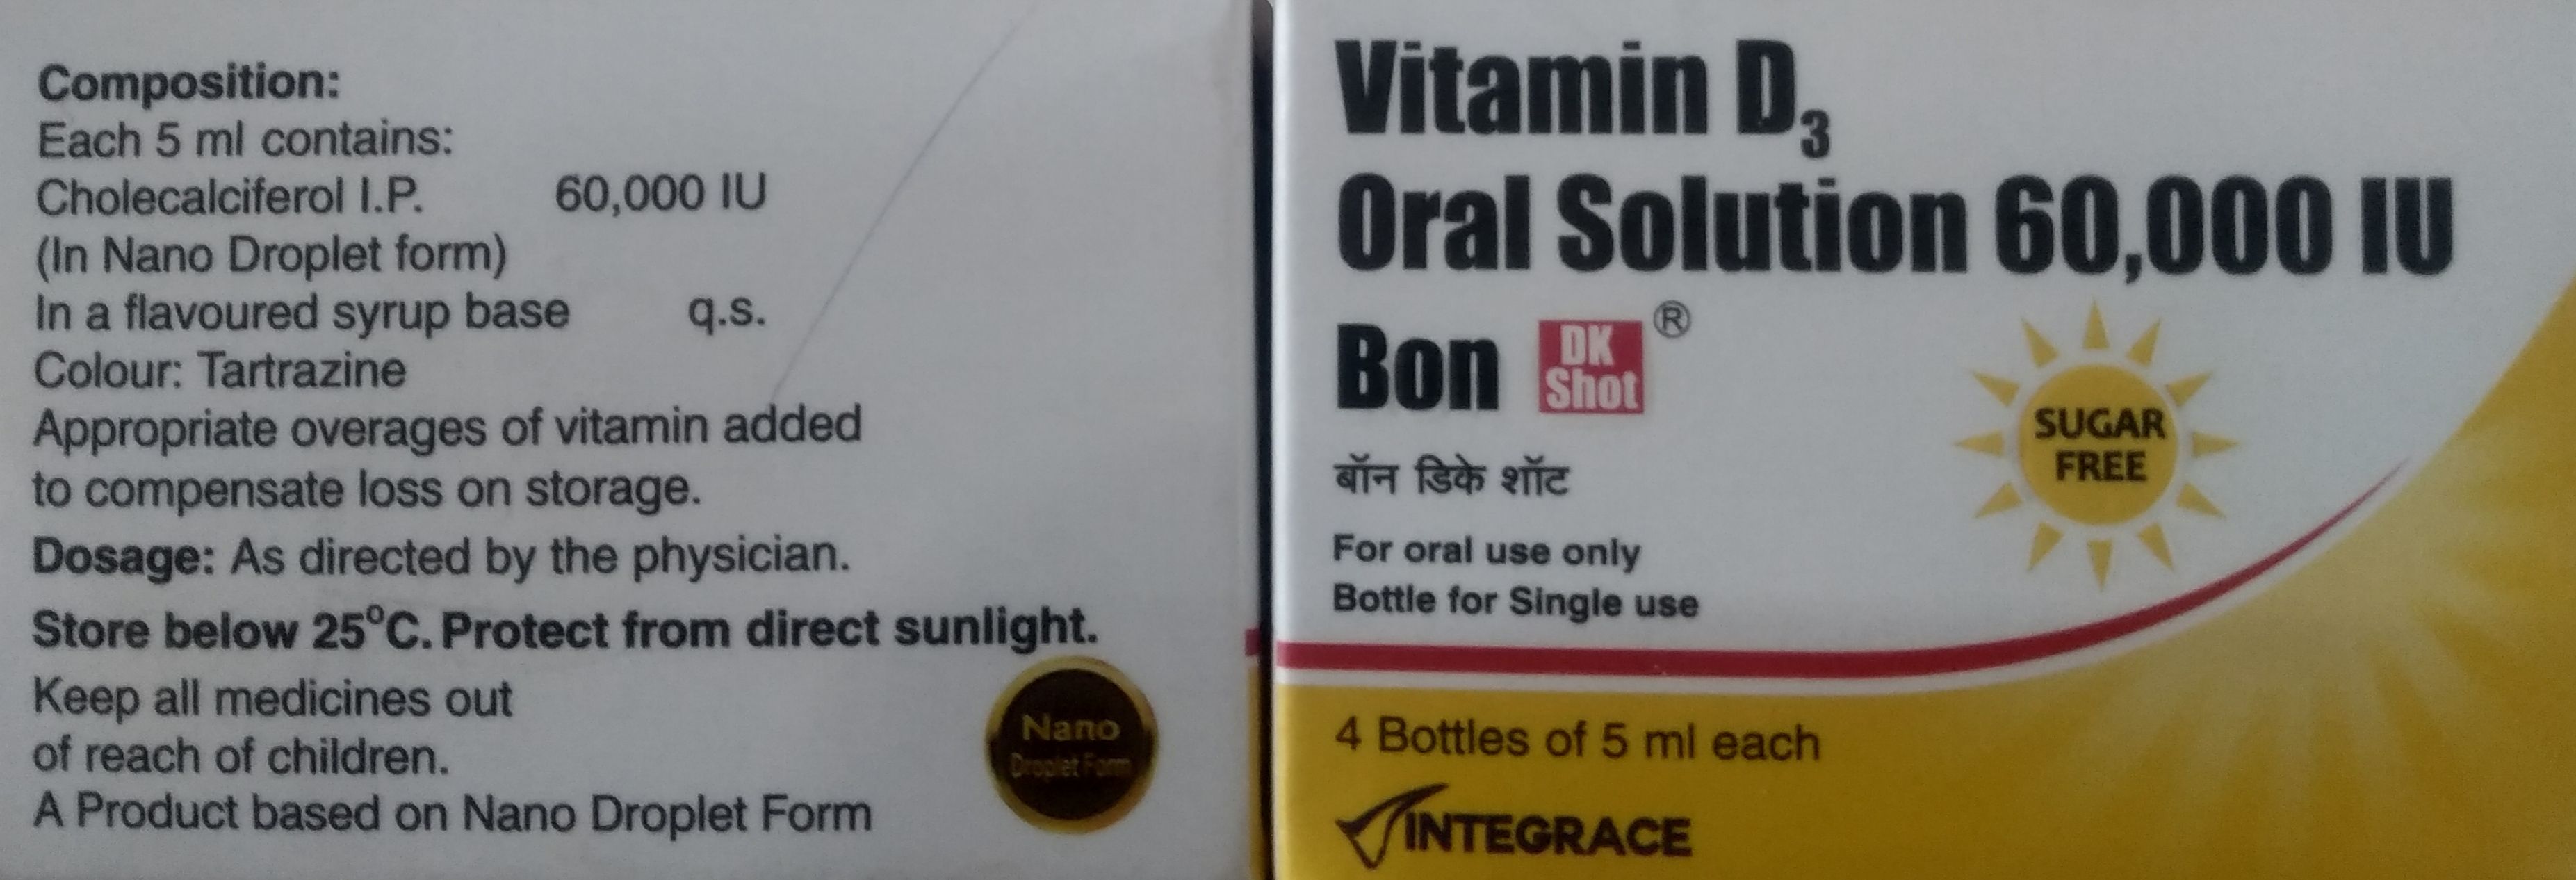 Composition:
Each 5 ml contains:
Cholecalciferol I.P. 60,000 IU
(In Nano Droplet form)
In a flavoured syrup base q.s.
Colour: Tartrazine
Appropriate overages of vitamin added
to compensate loss on storage.
Dosage: As directed by the physician.
Store below 25°C. Protect from direct sunlight.
Keep all medicines out
of reach of children.
A Product based on Nano Droplet Form
Nano
Droplet Form
Vitamin D₃
Oral Solution 60,000 IU
Bon DK Shot®
बॉन डिके शॉट
For oral use only
Bottle for Single use
SUGAR
FREE
4 Bottles of 5 ml each
INTEGRACE